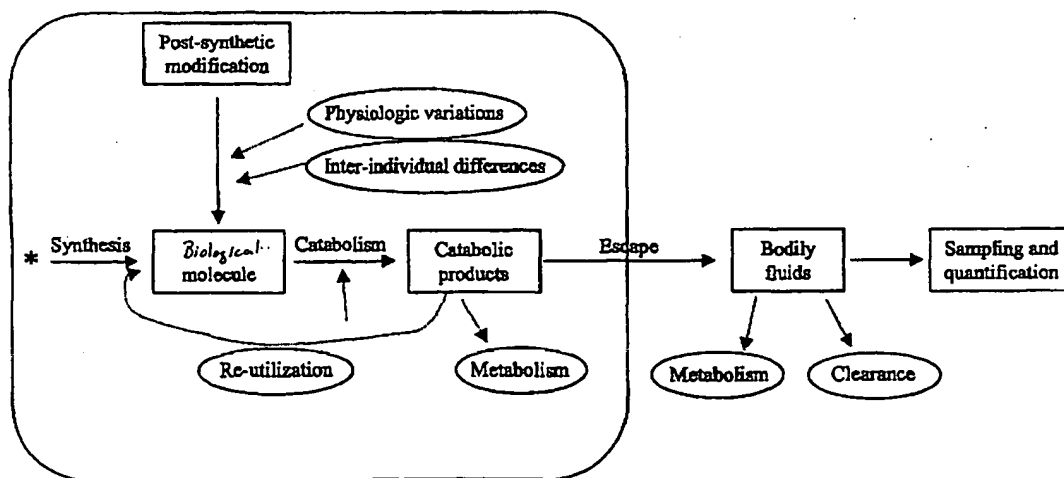 Post-synthetic
modification
Physiologic variations
Inter-individual differences
* Synthesis
Biological..
molecule
Catabolism
Catabolic
products
Escape
Bodily
fluids
Sampling and
quantification
Re-utilization
Metabolism
Metabolism
Clearance